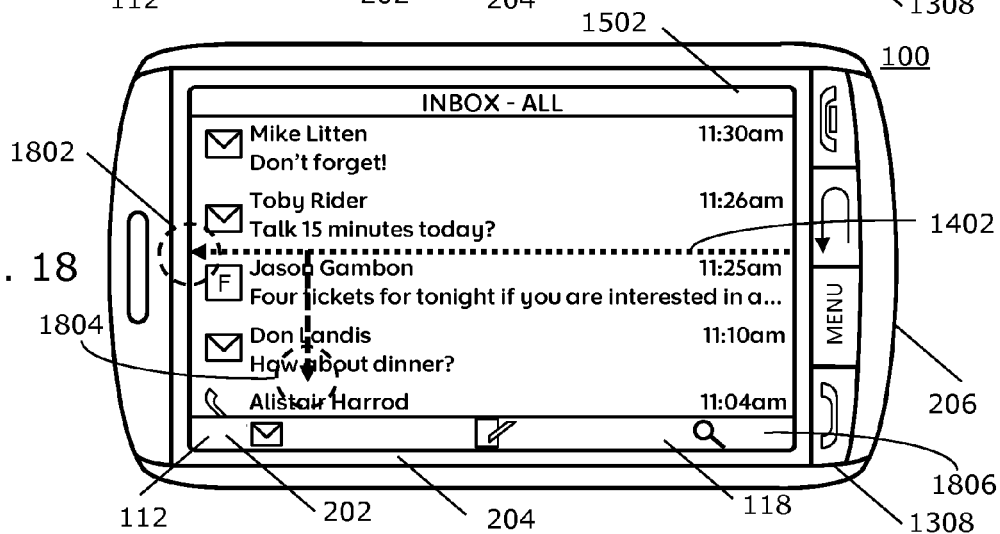 112 202 204 1308
1502
100
INBOX - ALL
Mike Litten 11:30am
Don't forget!
1802
Toby Rider 11:26am
Talk 15 minutes today?
1402
. 18
Jason Gambon 11:25am
F
Four tickets for tonight if you are interested in a...
MENU
1804
Don Landis 11:10am
How about dinner?
206
Alistair Harrod 11:04am
1806
112 202 204 118 1308